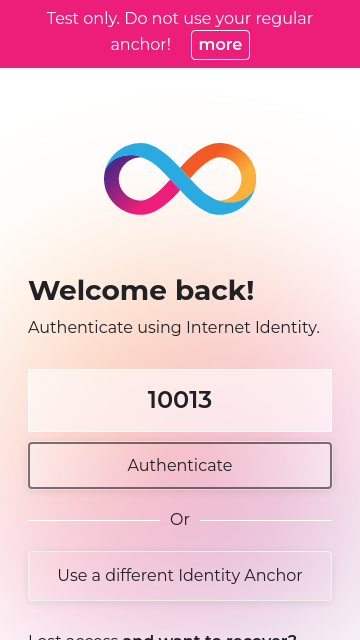 Test only. Do not use your regular
anchor! more
Welcome back!
Authenticate using Internet Identity.
10013
Authenticate
Or
Use a different Identity Anchor
Lost access and want to recover?